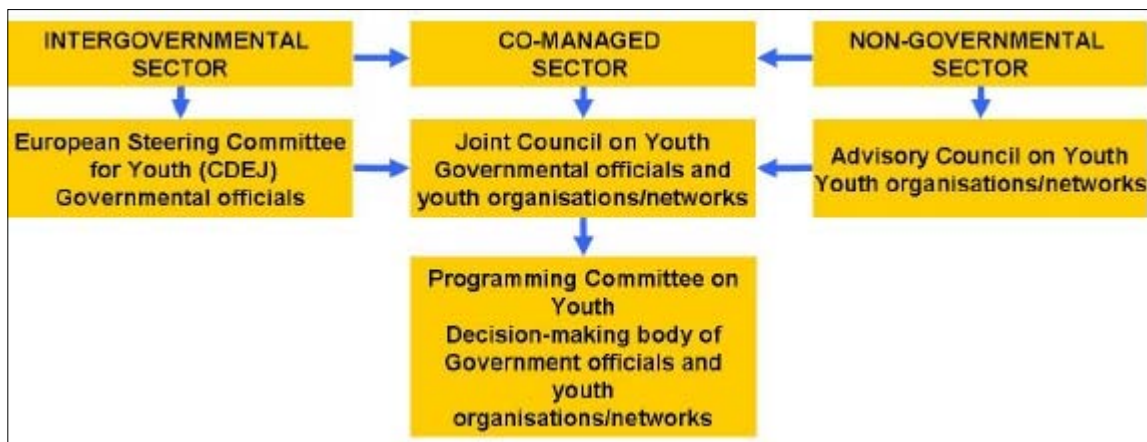 INTERGOVERNMENTAL
SECTOR
CO-MANAGED
SECTOR
NON-GOVERNMENTAL
SECTOR
European Steering Committee
for Youth (CDEJ)
Governmental officials
Joint Council on Youth
Governmental officials and
youth organisations/networks
Advisory Council on Youth
Youth organisations/networks
Programming Committee on
Youth
Decision-making body of
Government officials and
youth
organisations/networks